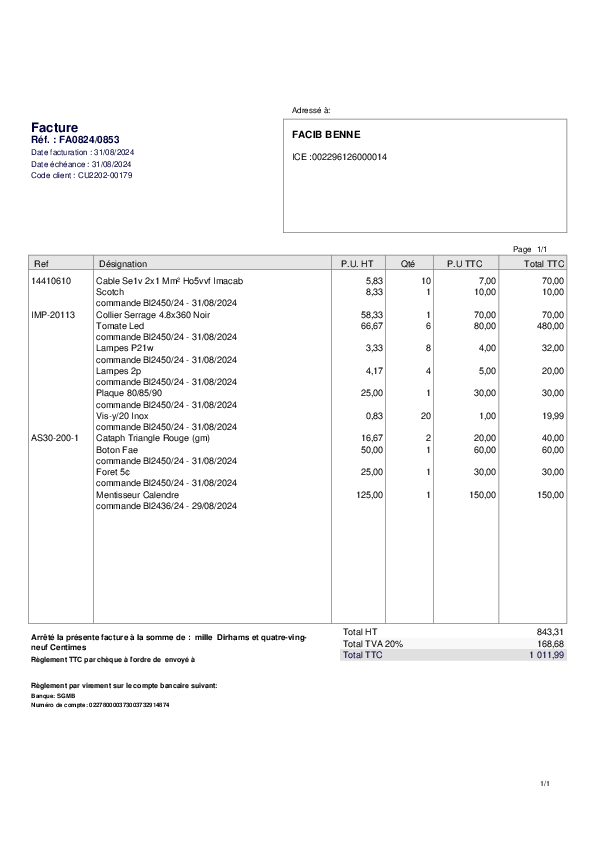 Adressé à:
Facture
Réf. : FA0824/0853
Date facturation : 31/08/2024
Date échéance : 31/08/2024
Code client : CU2202-00179
FACIB BENNE
ICE :002296126000014
Page 1/1
Ref Désignation P.U. HT Qté P.U TTC Total TTC
14410610 Cable Se1v 2x1 Mm² Ho5vvf Imacab 5,83 10 7,00 70,00
Scotch 8,33 1 10,00 10,00
commande Bl2450/24 - 31/08/2024
IMP-20113 Collier Serrage 4.8x360 Noir 58,33 1 70,00 70,00
Tomate Led 66,67 6 80,00 480,00
commande Bl2450/24 - 31/08/2024
Lampes P21w 3,33 8 4,00 32,00
commande Bl2450/24 - 31/08/2024
Lampes 2p 4,17 4 5,00 20,00
commande Bl2450/24 - 31/08/2024
Plaque 80/85/90 25,00 1 30,00 30,00
commande Bl2450/24 - 31/08/2024
Vis-y/20 Inox 0,83 20 1,00 19,99
commande Bl2450/24 - 31/08/2024
AS30-200-1 Cataph Triangle Rouge (gm) 16,67 2 20,00 40,00
Boton Fae 50,00 1 60,00 60,00
commande Bl2450/24 - 31/08/2024
Foret 5¢ 25,00 1 30,00 30,00
commande Bl2450/24 - 31/08/2024
Mentisseur Calendre 125,00 1 150,00 150,00
commande Bl2436/24 - 29/08/2024
Arrêté la présente facture à la somme de : mille Dirhams et quatre-ving-
neuf Centimes
Règlement TTC par chèque à l'ordre de envoyé à
Total HT 843,31
Total TVA 20% 168,68
Total TTC 1 011,99
Règlement par virement sur le compte bancaire suivant:
Banque: SGMB
Numéro de compte: 022780000373003732914874
1/1